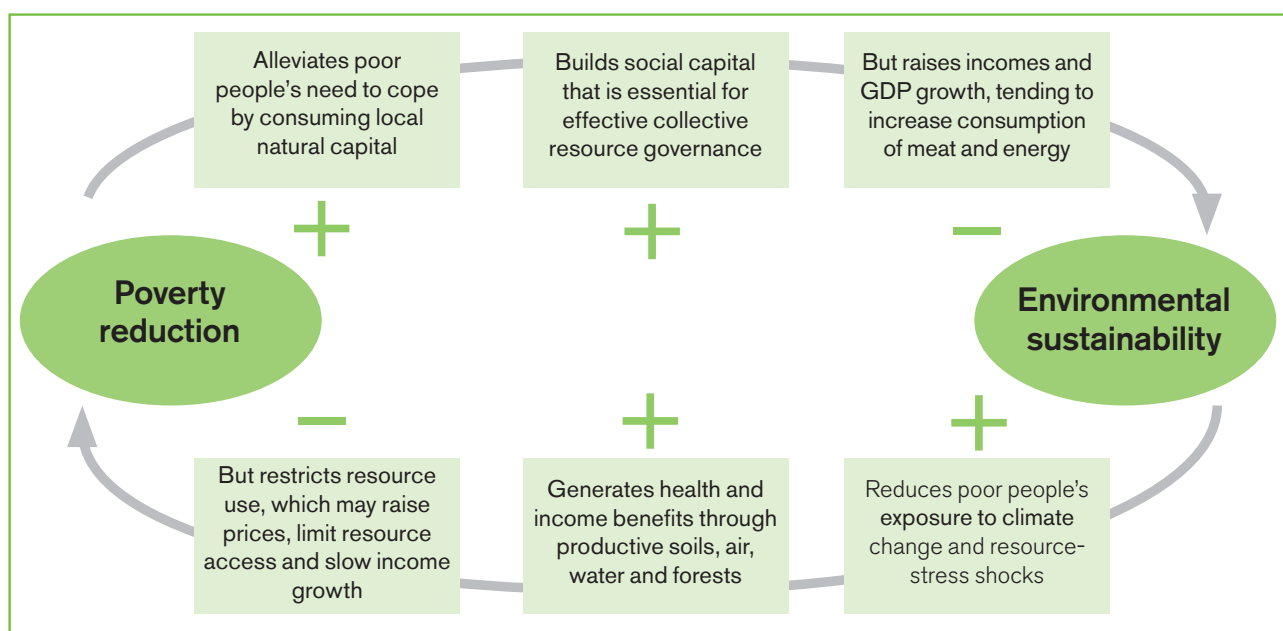 Alleviates poor
people's need to cope
by consuming local
natural capital
Builds social capital
that is essential for
effective collective
resource governance
But raises incomes and
GDP growth, tending to
increase consumption
of meat and energy
+
+
–
Poverty
reduction
Environmental
sustainability
–
+
+
But restricts resource
use, which may raise
prices, limit resource
access and slow income
growth
Generates health and
income benefits through
productive soils, air,
water and forests
Reduces poor people's
exposure to climate
change and resource-
stress shocks